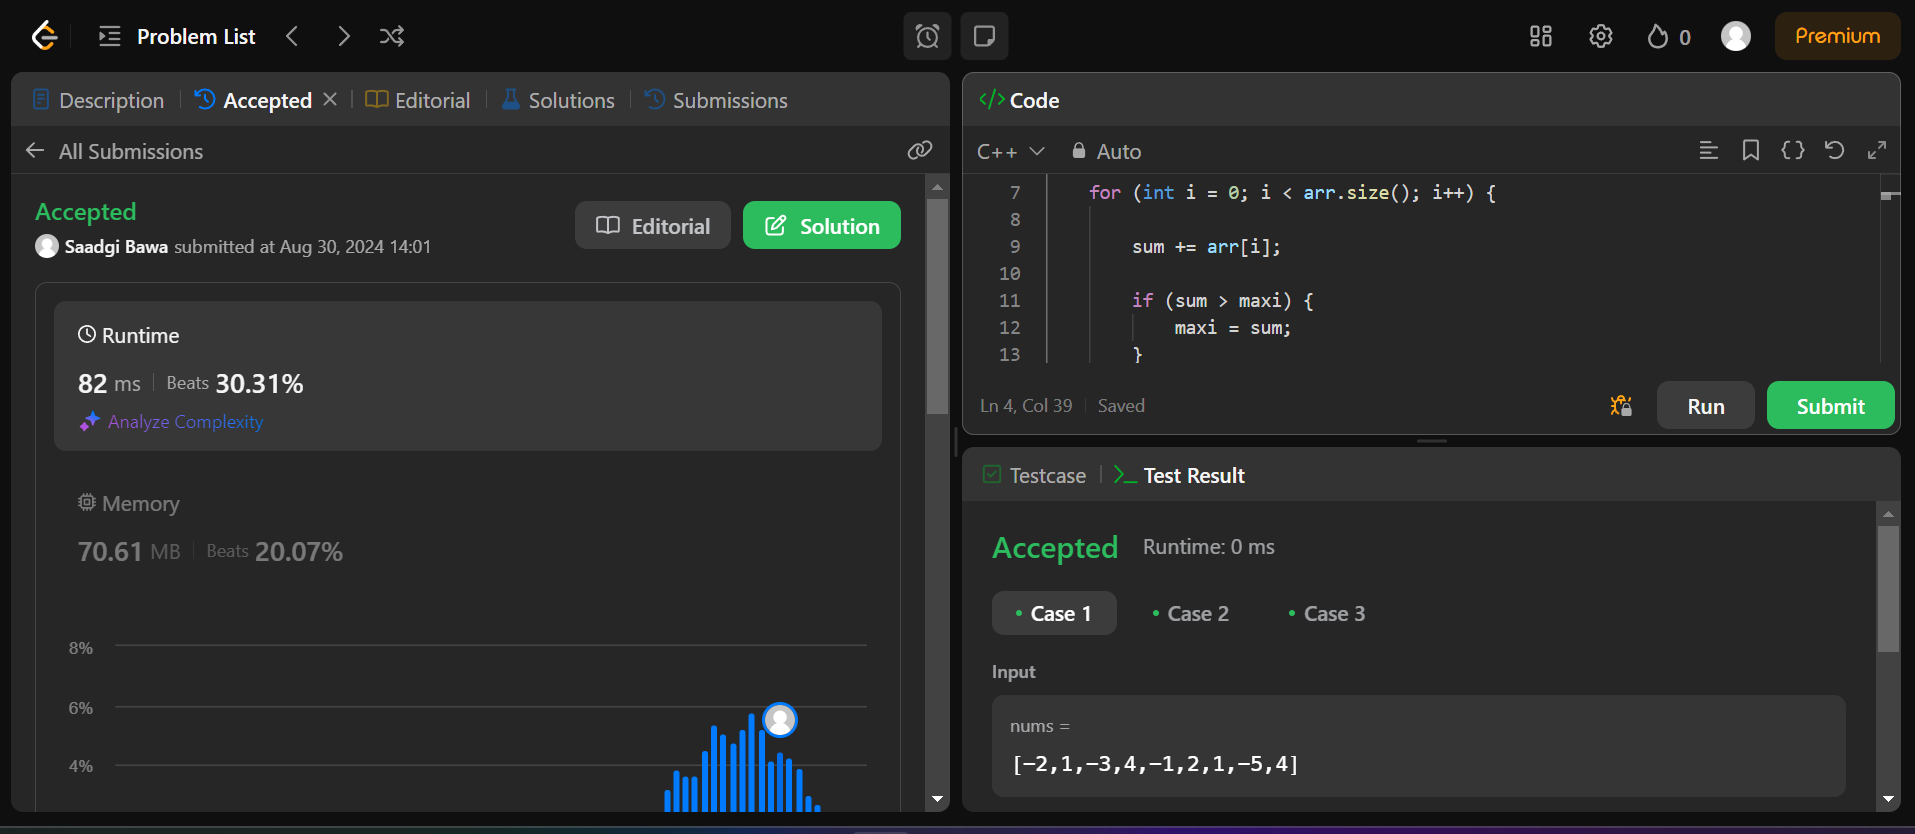 Problem List
0
Premium
Description
Accepted
Editorial
Solutions
Submissions
All Submissions
Accepted
Saadgi Bawa submitted at Aug 30, 2024 14:01
Editorial
Solution
Runtime
82 ms
Beats 30.31%
Analyze Complexity
Memory
70.61 MB
Beats 20.07%
8%
6%
4%
</> Code
C++
Auto
7 for (int i = 0; i < arr.size(); i++) {
8
9 sum += arr[i];
10
11 if (sum > maxi) {
12 maxi = sum;
13 }
Ln 4, Col 39
Saved
Run
Submit
Testcase
Test Result
Accepted
Runtime: 0 ms
Case 1
Case 2
Case 3
Input
nums =
[-2,1,-3,4,-1,2,1,-5,4]